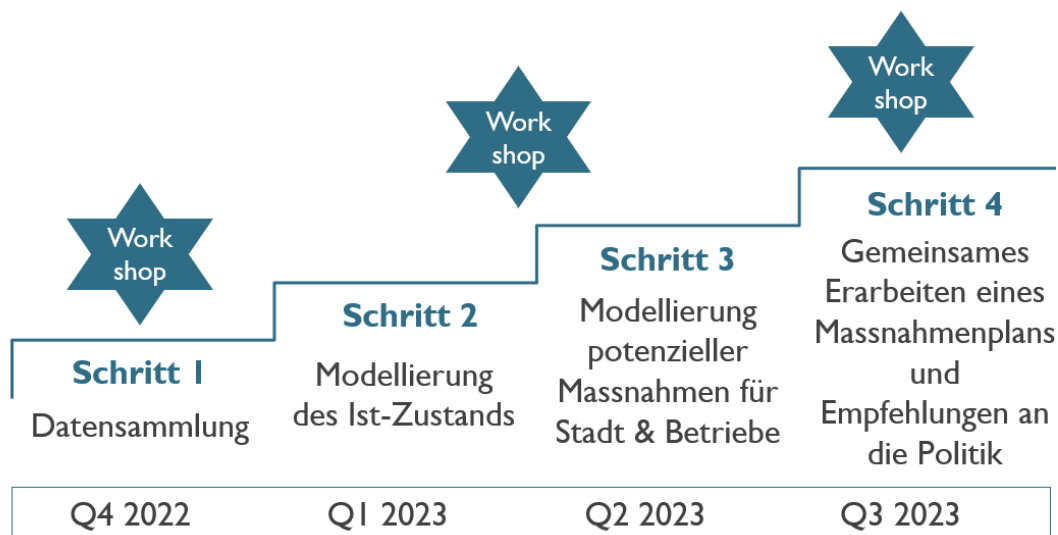 Work
shop
Work
shop
Work
shop
Schritt 1
Datensammlung
Schritt 2
Modellierung
des Ist-Zustands
Schritt 3
Modellierung
potenzieller
Massnahmen für
Stadt & Betriebe
Schritt 4
Gemeinsames
Erarbeiten eines
Massnahmenplans
und
Empfehlungen an
die Politik
Q4 2022
Q1 2023
Q2 2023
Q3 2023